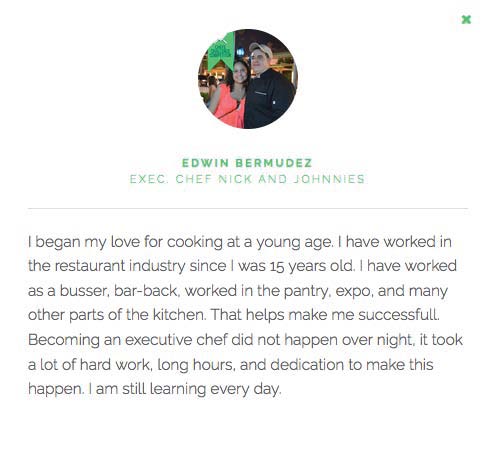 EDWIN BERMUDEZ
EXEC. CHEF NICK AND JOHNNIES
I began my love for cooking at a young age. I have worked in
the restaurant industry since I was 15 years old. I have worked
as a busser, bar-back, worked in the pantry, expo, and many
other parts of the kitchen. That helps make me successfull.
Becoming an executive chef did not happen over night, it took
a lot of hard work, long hours, and dedication to make this
happen. I am still learning every day.